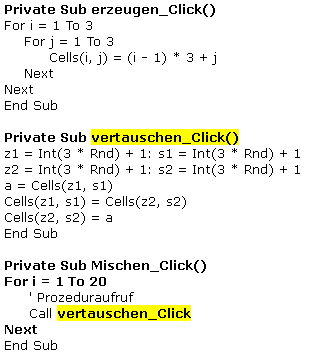 Private Sub erzeugen_Click()
For i = 1 To 3
For j = 1 To 3
Cells(i, j) = (i - 1) * 3 + j
Next
Next
End Sub
Private Sub vertauschen_Click()
z1 = Int(3 * Rnd) + 1: s1 = Int(3 * Rnd) + 1
z2 = Int(3 * Rnd) + 1: s2 = Int(3 * Rnd) + 1
a = Cells(z1, s1)
Cells(z1, s1) = Cells(z2, s2)
Cells(z2, s2) = a
End Sub
Private Sub Mischen_Click()
For i = 1 To 20
' Prozeduraufruf
Call vertauschen_Click
Next
End Sub